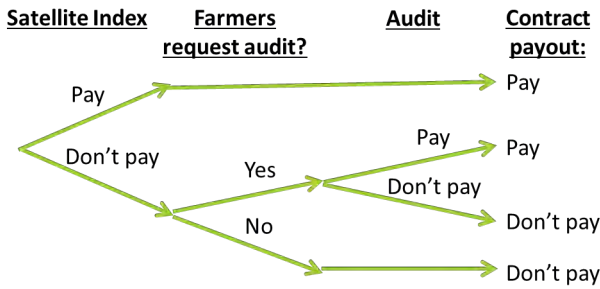 Satellite Index
Farmers
request audit?
Audit
Contract
payout:
Pay
Pay
Don't pay
Yes
No
Pay
Don't pay
Pay
Don't pay
Don't pay